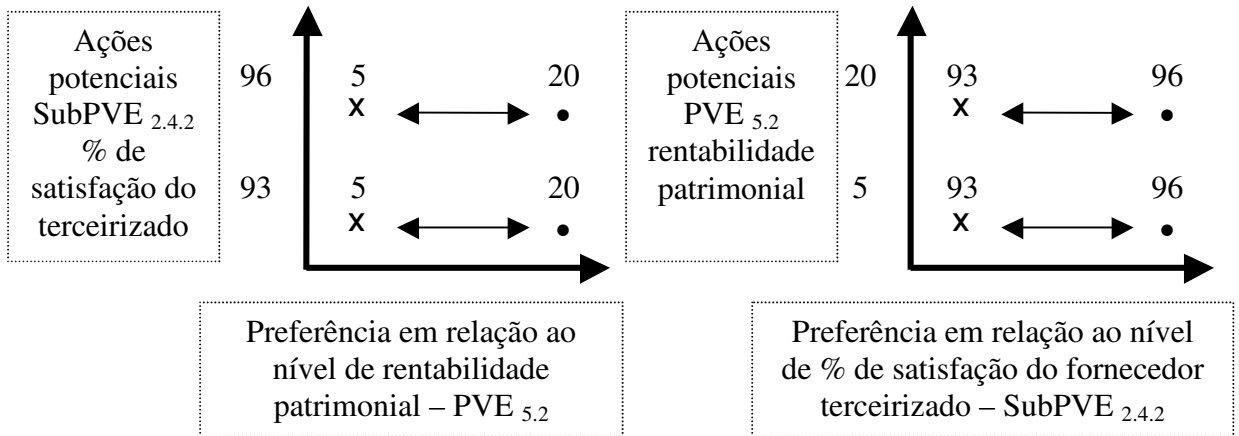 Ações
potenciais
SubPVE 2.4.2
% de
satisfação do
terceirizado
96
5
20
x
•
93
5
20
x
•
Preferência em relação ao
nível de rentabilidade
patrimonial – PVE 5.2
Ações
potenciais
PVE 5.2
rentabilidade
patrimonial
20
93
96
x
•
5
93
96
x
•
Preferência em relação ao nível
de % de satisfação do fornecedor
terceirizado – SubPVE 2.4.2